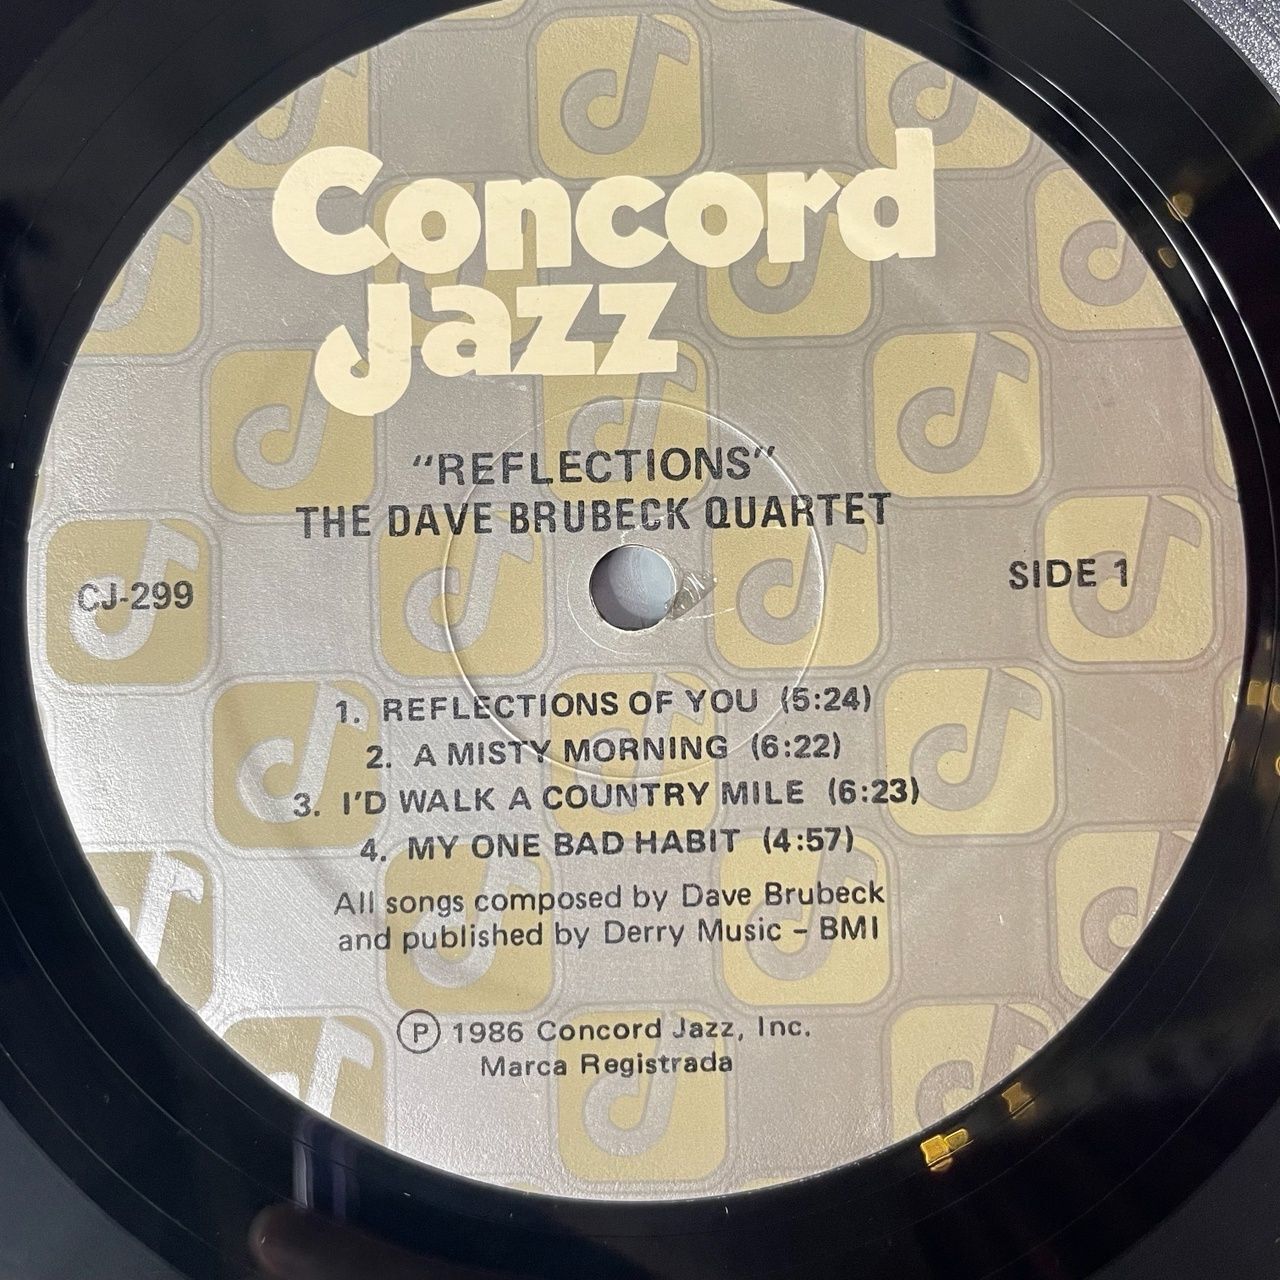 Concord
Jazz
"REFLECTIONS"
THE DAVE BRUBECK QUARTET
CJ-299
SIDE 1
1. REFLECTIONS OF YOU (5:24)
2. A MISTY MORNING (6:22)
3. I'D WALK A COUNTRY MILE (6:23)
4. MY ONE BAD HABIT (4:57)
All songs composed by Dave Brubeck
and published by Derry Music – BMI
Ⓟ 1986 Concord Jazz, Inc.
Marca Registrada